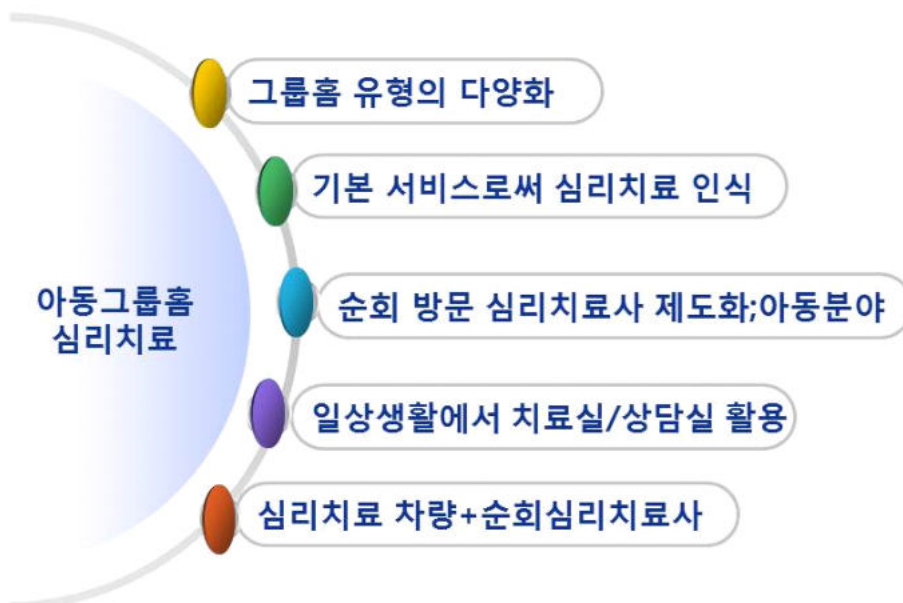 아동그룹홈
심리치료
그룹홈 유형의 다양화
기본 서비스로써 심리치료 인식
순회 방문 심리치료사 제도화;아동분야
일상생활에서 치료실/상담실 활용
심리치료 차량+순회심리치료사